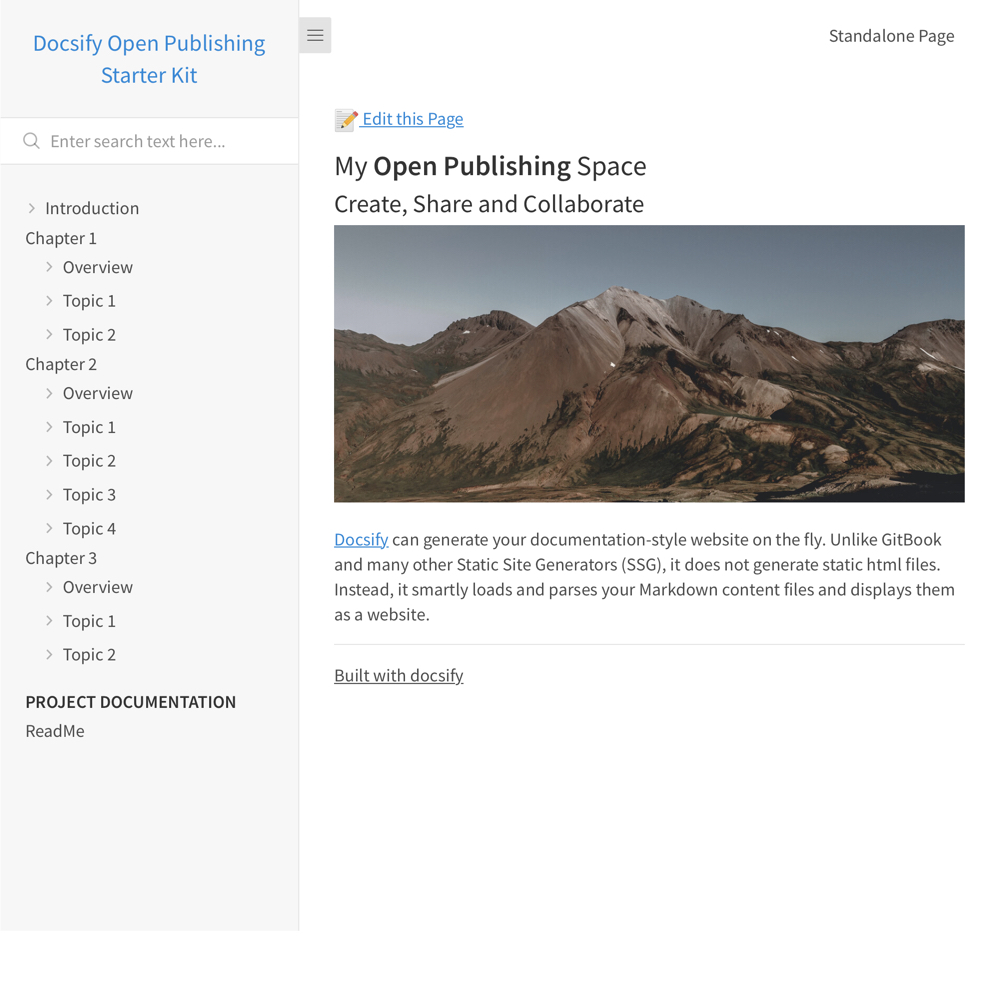 Docsify Open Publishing
Starter Kit
Enter search text here...
Introduction
Chapter 1
Overview
Topic 1
Topic 2
Chapter 2
Overview
Topic 1
Topic 2
Topic 3
Topic 4
Chapter 3
Overview
Topic 1
Topic 2
PROJECT DOCUMENTATION
ReadMe
Standalone Page
Edit this Page
My Open Publishing Space
Create, Share and Collaborate
Docsify can generate your documentation-style website on the fly. Unlike GitBook
and many other Static Site Generators (SSG), it does not generate static html files.
Instead, it smartly loads and parses your Markdown content files and displays them
as a website.
Built with docsify